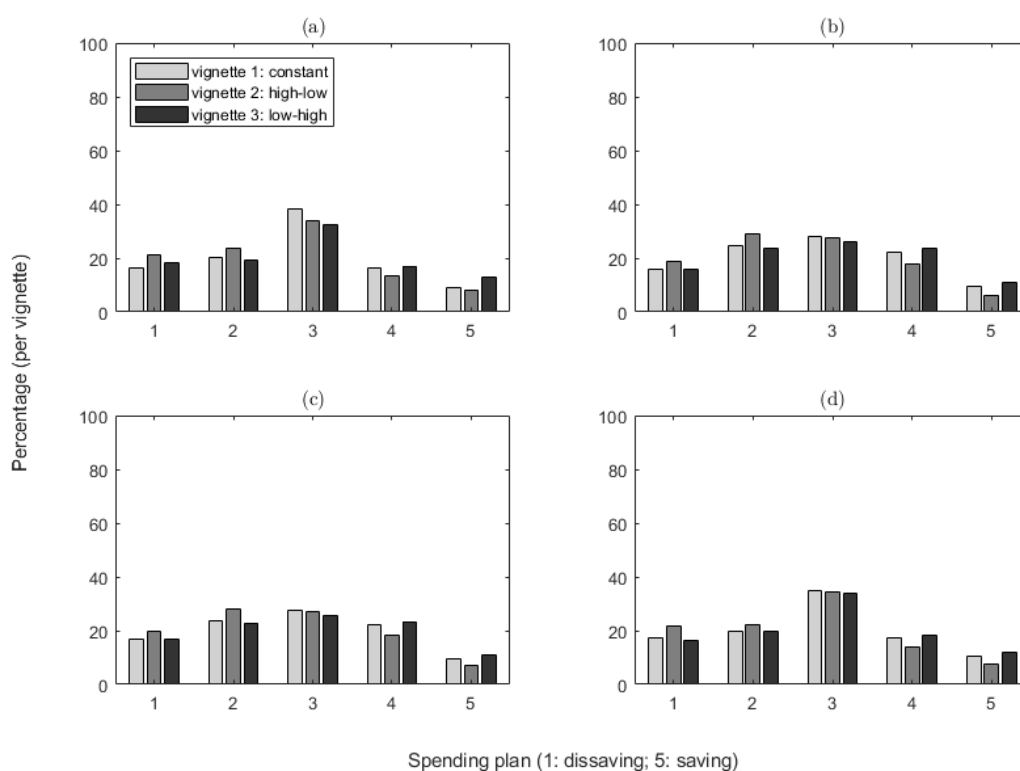 (a)
100
80
60
40
20
0
vignette 1: constant
vignette 2: high-low
vignette 3: low-high
1 2 3 4 5
(b)
100
80
60
40
20
0
1 2 3 4 5
Percentage (per vignette)
(c)
100
80
60
40
20
0
1 2 3 4 5
(d)
100
80
60
40
20
0
1 2 3 4 5
Spending plan (1: dissaving; 5: saving)